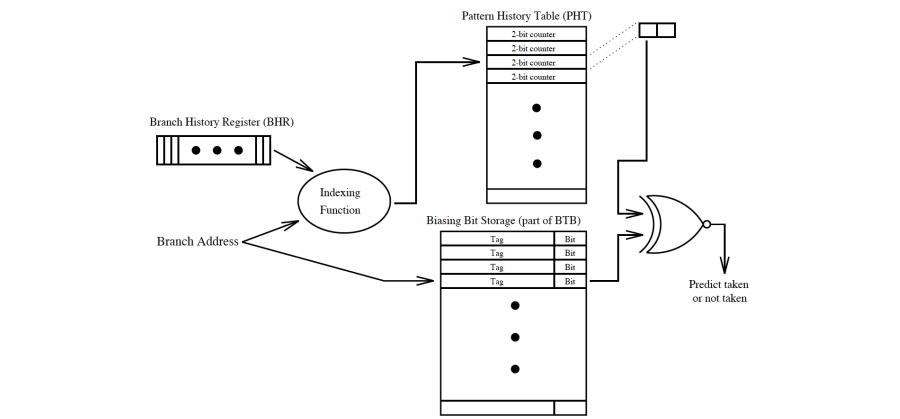 Pattern History Table (PHT)
2-bit counter
2-bit counter
2-bit counter
2-bit counter
Branch History Register (BHR)
Indexing
Function
Branch Address
Biasing Bit Storage (part of BTB)
Tag Bit
Tag Bit
Tag Bit
Tag Bit
Predict taken
or not taken